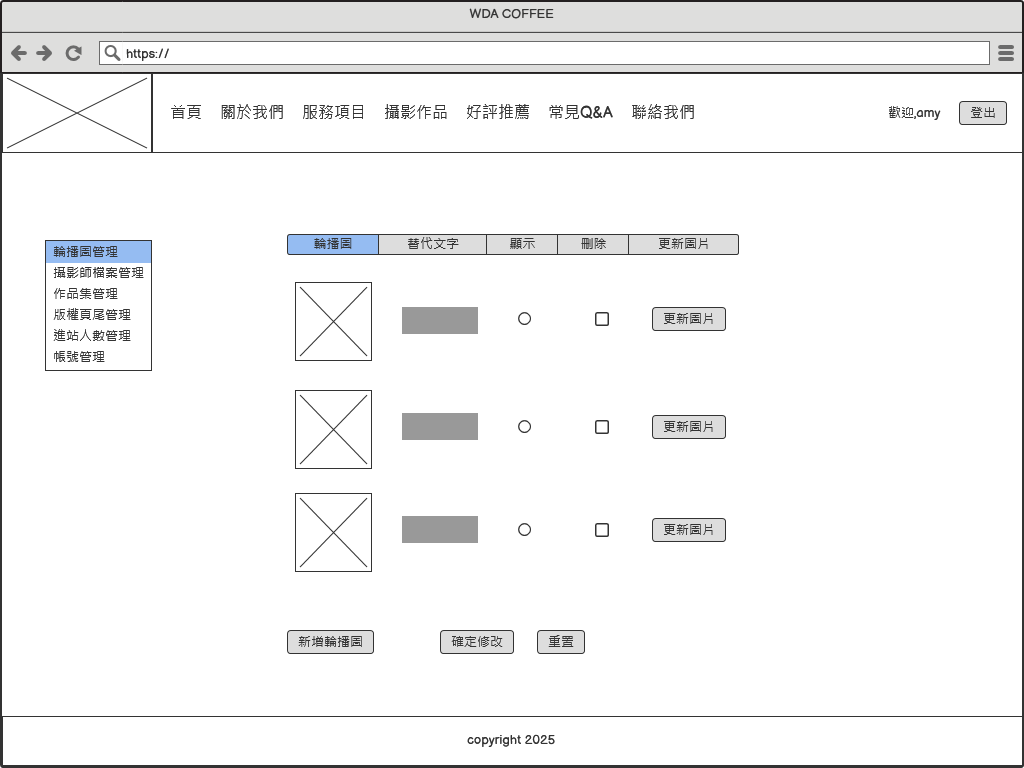 WDA COFFEE
https://
首頁 關於我們 服務項目 攝影作品 好評推薦 常見Q&A 聯絡我們 歡迎,amy 登出
輪播圖管理
攝影師檔案管理
作品集管理
版權頁尾管理
進站人數管理
帳號管理
輪播圖 替代文字 顯示 刪除 更新圖片
更新圖片
更新圖片
更新圖片
新增輪播圖 確定修改 重置
copyright 2025